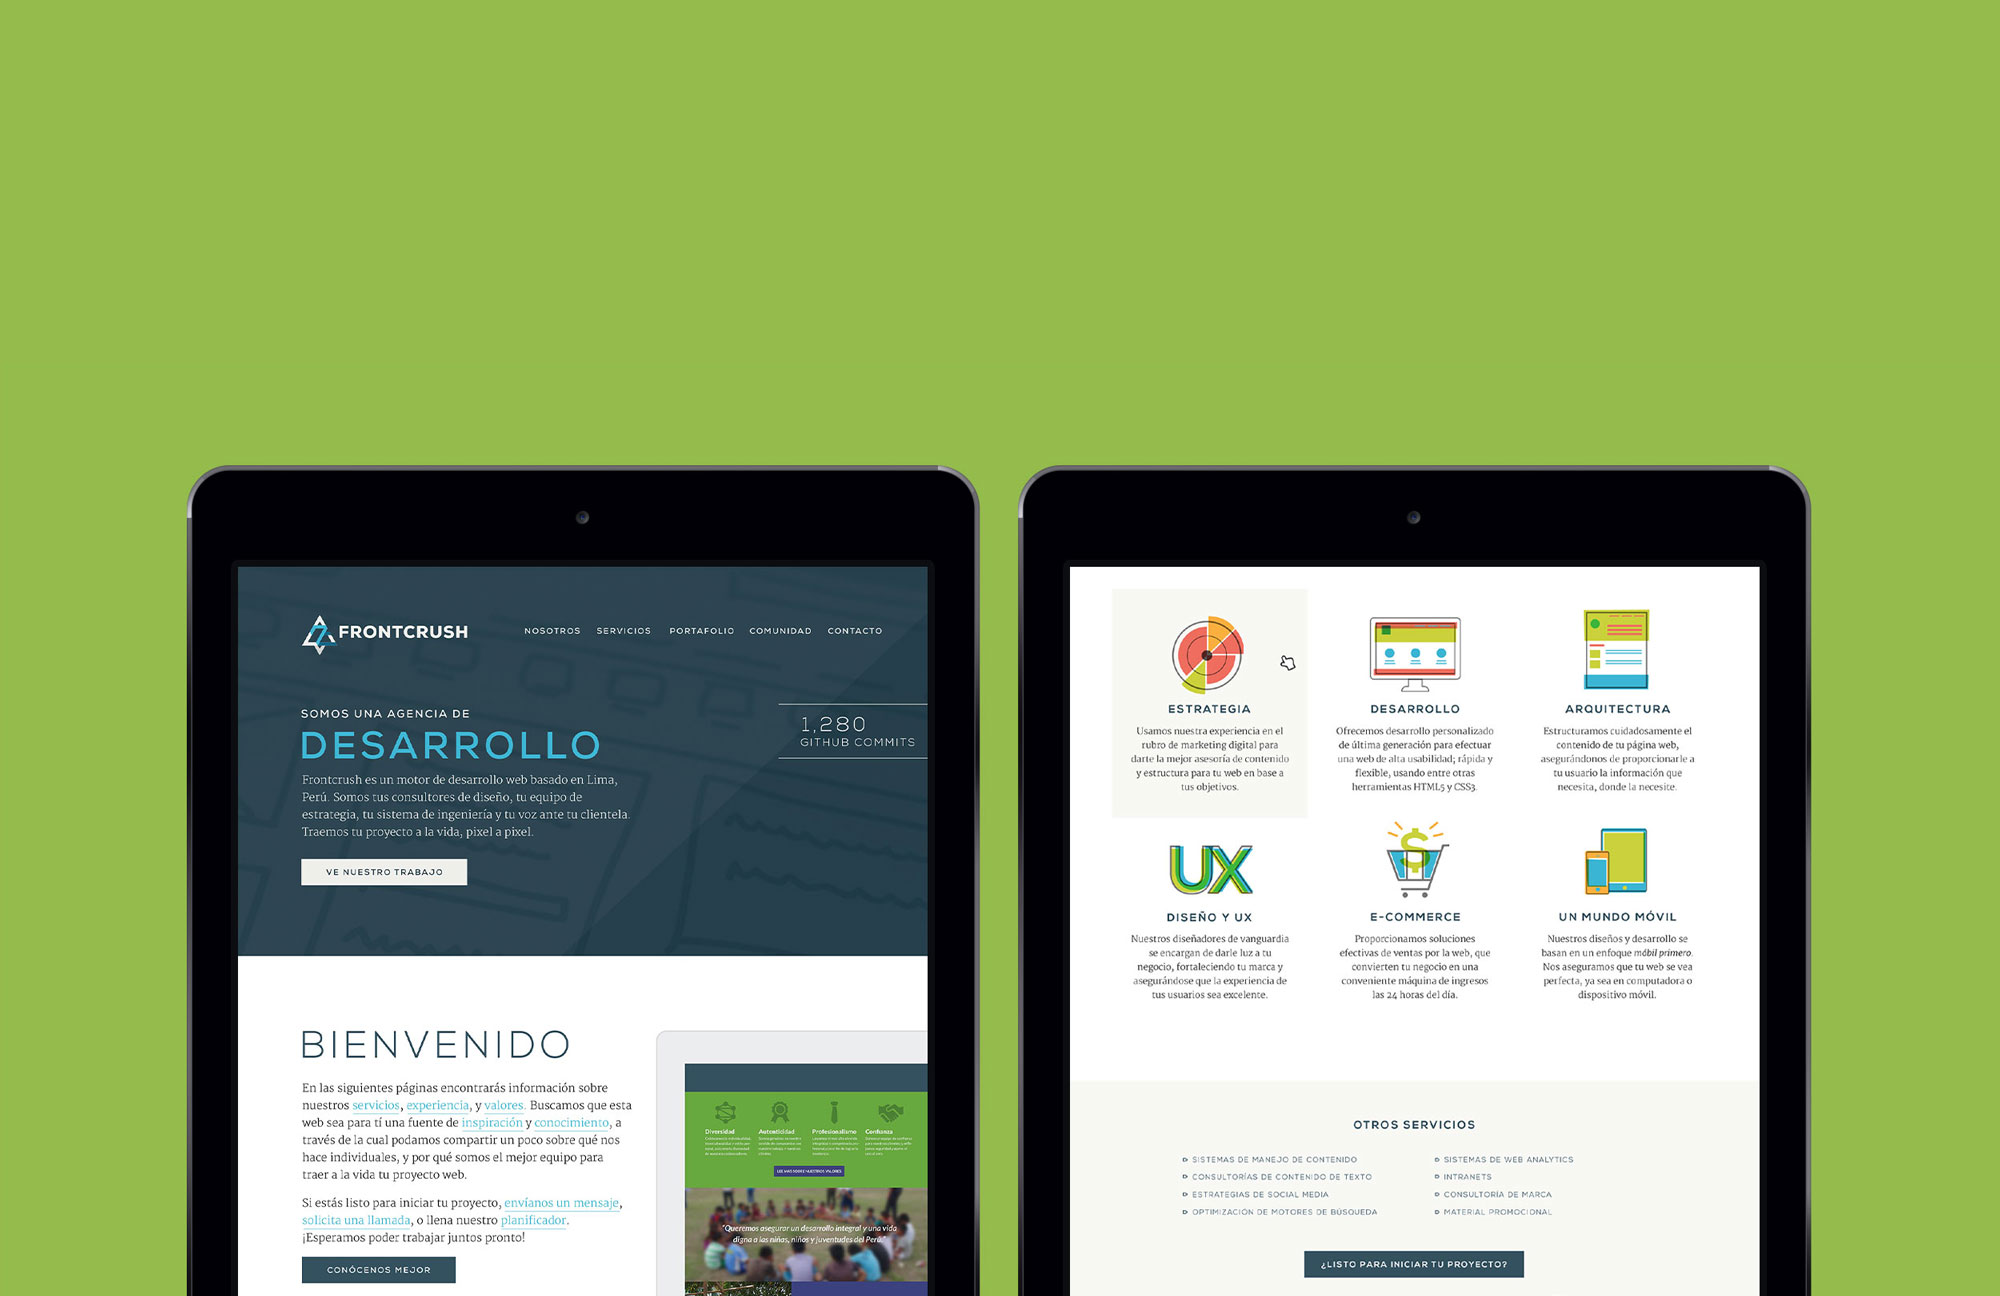 FRONTCRUSH
NOSOTROS SERVICIOS PORTAFOLIO COMUNIDAD CONTACTO
SOMOS UNA AGENCIA DE
DESARROLLO
Frontcrush es un motor de desarrollo web basado en Lima,
Perú. Somos tus consultores de diseño, tu equipo de
estrategia, tu sistema de ingeniería y tu voz ante tu clientela.
Traemos tu proyecto a la vida, pixel a pixel.
VE NUESTRO TRABAJO
1,280
GITHUB COMMITS
BIENVENIDO
En las siguientes páginas encontrarás información sobre
nuestros servicios, experiencia, y valores. Buscamos que esta
web sea para tí una fuente de inspiración y conocimiento, a
través de la cual podamos compartir un poco sobre qué nos
hace individuales, y por qué somos el mejor equipo para
traer a la vida tu proyecto web.
Si estás listo para iniciar tu proyecto, envíanos un mensaje,
solicita una llamada, o llena nuestro planificador.
¡Esperamos poder trabajar juntos pronto!
CONÓCENOS MEJOR
Diversidad Autenticidad Profesionalismo Confianza
LEE MÁS SOBRE NUESTROS VALORES
"Queremos asegurar un desarrollo integral y una vida
digna a las niñas, niños y juventudes del Perú."
ESTRATEGIA
Usamos nuestra experiencia en el
rubro de marketing digital para
darte la mejor asesoría de contenido
y estructura para tu web en base a
tus objetivos.
DESARROLLO
Ofrecemos desarrollo personalizado
de última generación para efectuar
una web de alta usabilidad; rápida y
flexible, usando entre otras
herramientas HTML5 y CSS3.
ARQUITECTURA
Estructuramos cuidadosamente el
contenido de tu página web,
asegurándonos de proporcionarle a
tu usuario la información que
necesita, donde la necesite.
UX
DISEÑO Y UX
Nuestros diseñadores de vanguardia
se encargan de darle luz a tu
negocio, fortaleciendo tu marca y
asegurándose que la experiencia de
tus usuarios sea excelente.
$
E-COMMERCE
Proporcionamos soluciones
efectivas de ventas por la web, que
convierten tu negocio en una
conveniente máquina de ingresos
las 24 horas del día.
UN MUNDO MÓVIL
Nuestros diseños y desarrollo se
basan en un enfoque móbil primero.
Nos aseguramos que tu web se vea
perfecta, ya sea en computadora o
dispositivo móvil.
OTROS SERVICIOS
SISTEMAS DE MANEJO DE CONTENIDO
CONSULTORÍAS DE CONTENIDO DE TEXTO
ESTRATEGIAS DE SOCIAL MEDIA
OPTIMIZACIÓN DE MOTORES DE BÚSQUEDA
SISTEMAS DE WEB ANALYTICS
INTRANETS
CONSULTORÍA DE MARCA
MATERIAL PROMOCIONAL
¿LISTO PARA INICIAR TU PROYECTO?